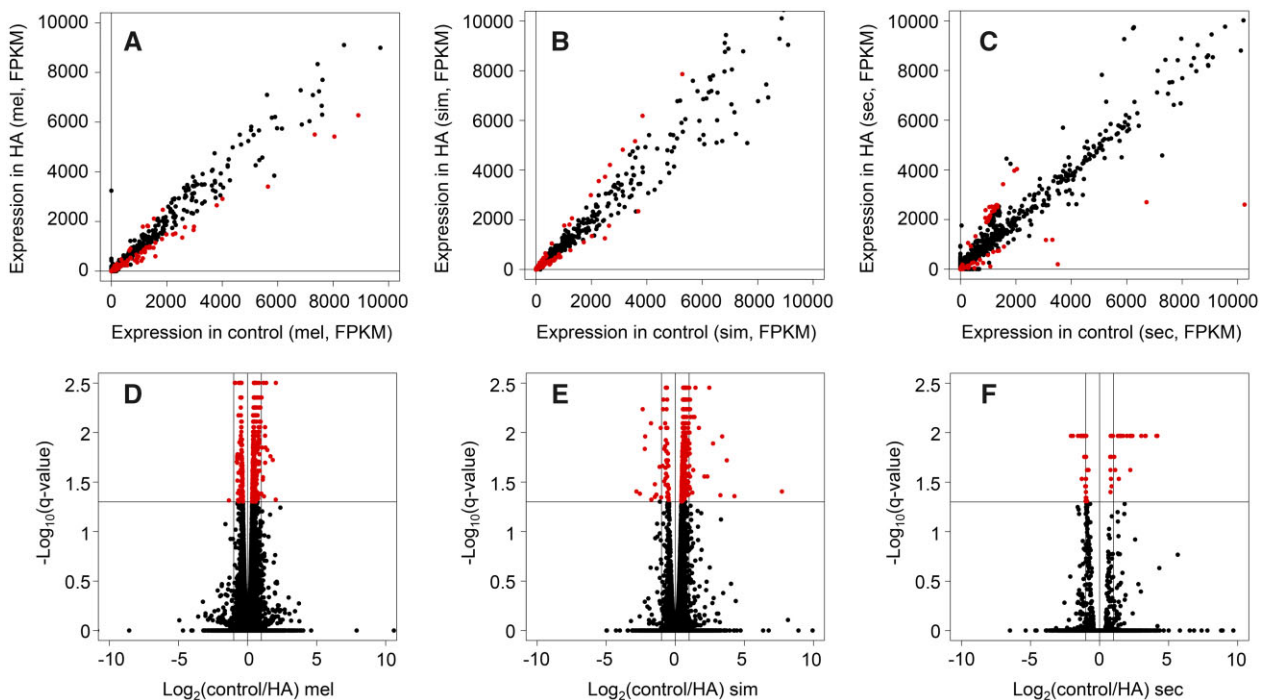 A
Expression in HA (mel, FPKM)
10000
8000
6000
4000
2000
0
0 2000 4000 6000 8000 10000
Expression in control (mel, FPKM)
B
Expression in HA (sim, FPKM)
10000
8000
6000
4000
2000
0
0 2000 4000 6000 8000 10000
Expression in control (sim, FPKM)
C
Expression in HA (sec, FPKM)
10000
8000
6000
4000
2000
0
0 2000 4000 6000 8000 10000
Expression in control (sec, FPKM)
D
-Log10(q-value)
2.5
2
1.5
1
0.5
0
-10 -5 0 5 10
Log2(control/HA) mel
E
-Log10(q-value)
2.5
2
1.5
1
0.5
0
-10 -5 0 5 10
Log2(control/HA) sim
F
-Log10(q-value)
2.5
2
1.5
1
0.5
0
-10 -5 0 5 10
Log2(control/HA) sec